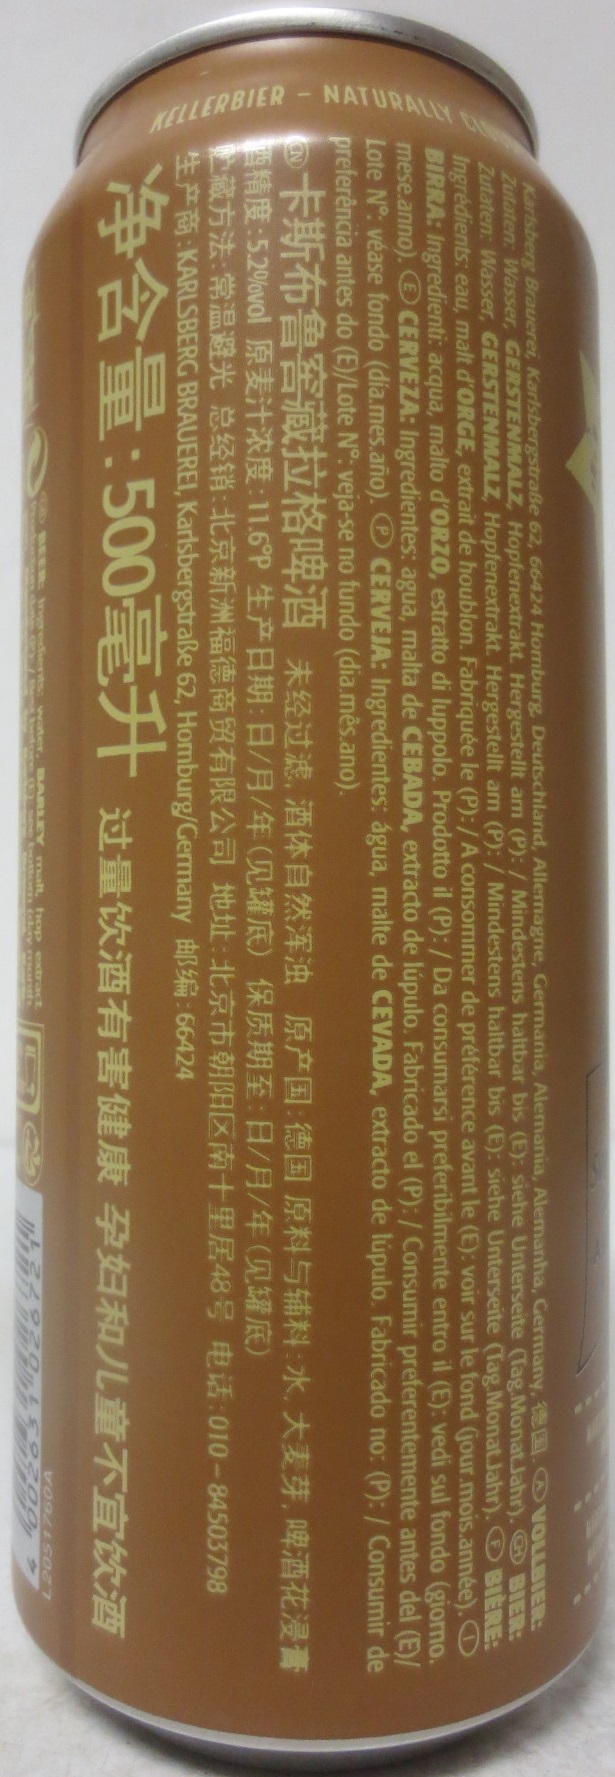 KELLERBIER – NATURALLY
Karlsberg Brauerei, Karlsbergstraße 62, 66424 Homburg, Deutschland, Allemagne, Germania, Alemania, Alemanha, Germany, 德国. Ⓐ VOLLBIER:
Zutaten: Wasser, GERSTENMALZ, Hopfenextrakt. Hergestellt am (P): / Mindestens haltbar bis (E): siehe Unterseite (Tag.Monat.Jahr). CH BIER:
Zutaten: Wasser, GERSTENMALZ, Hopfenextrakt. Hergestellt am (P): / Mindestens haltbar bis (E): siehe Unterseite (Tag.Monat.Jahr). Ⓕ BIÈRE:
Ingrédients: eau, malt d'ORGE, extrait de houblon. Fabriquée le (P): / A consommer de préférence avant le (E): voir sur le fond (jour.mois.année). Ⓘ
BIRRA: Ingredienti: acqua, malto d'ORZO, estratto di luppolo. Prodotto il (P): / Da consumarsi preferibilmente entro il (E): vedi sul fondo (giorno.
mese.anno). Ⓔ CERVEZA: Ingredientes: agua, malta de CEBADA, extracto de lúpulo. Fabricado el (P): / Consumir preferentemente antes del (E)/
Lote N°: véase fondo (dia.mes.año). Ⓟ CERVEJA: Ingredientes: água, malte de CEVADA, extracto de lúpulo. Fabricado no: (P): / Consumir de
preferência antes do (E)/Lote N°: veja-se no fundo (dia.mês.ano).
CN 卡斯布鲁窖藏拉格啤酒 未经过滤, 酒体自然浑浊 原产国:德国 原料与辅料:水, 大麦芽, 啤酒花浸膏
酒精度:5.2%vol 原麦汁浓度:11.6°P 生产日期:日/月/年(见罐底) 保质期至:日/月/年(见罐底)
贮藏方法:常温避光 总经销:北京新洲福德商贸有限公司 地址:北京市朝阳区南十里居48号 电话:010-84503798
生产商:KARLSBERG BRAUEREI, Karlsbergstraße 62, Homburg/Germany 邮编:66424
净含量:500毫升 过量饮酒有害健康 孕妇和儿童不宜饮酒
BEER: Ingredients: water, BARLEY malt, hop extract.
4 002631 026721
L2051760A